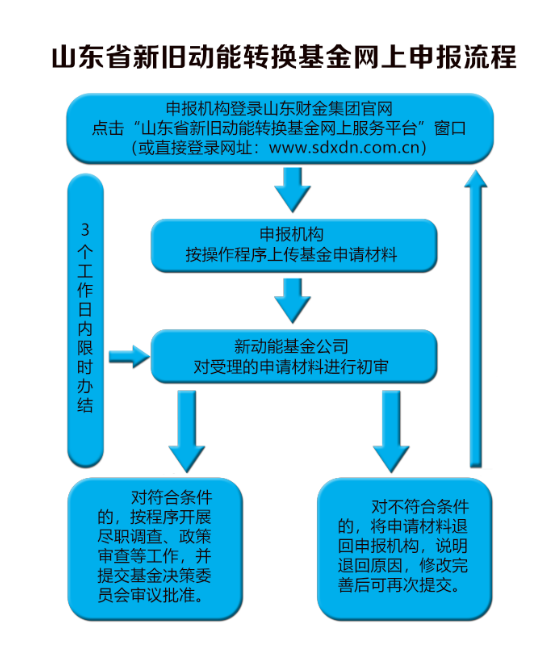 山东省新旧动能转换基金网上申报流程
申报机构登录山东财金集团官网
点击“山东省新旧动能转换基金网上服务平台”窗口
（或直接登录网址：www.sdxdn.com.cn）
3个工作日内限时办结
申报机构
按操作程序上传基金申请材料
新动能基金公司
对受理的申请材料进行初审
对符合条件
的，按程序开展
尽职调查、政策
审查等工作，并
提交基金决策委
员会审议批准。
对不符合条件
的，将申请材料退
回申报机构，说明
退回原因，修改完
善后可再次提交。